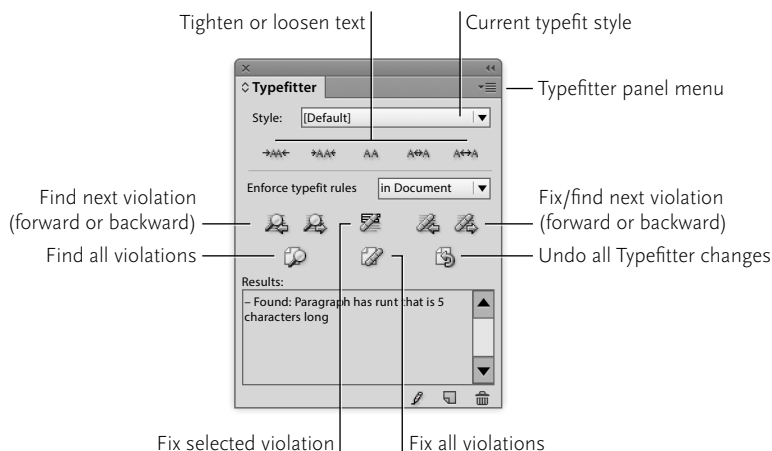 Tighten or loosen text
Current typefit style
Typefitter
Typefitter panel menu
Style:
[Default]
AA
AA
AA
A A
A A
Enforce typefit rules
in Document
Find next violation
(forward or backward)
Fix/find next violation
(forward or backward)
Find all violations
Undo all Typefitter changes
Results:
– Found: Paragraph has runt that is 5
characters long
Fix selected violation
Fix all violations